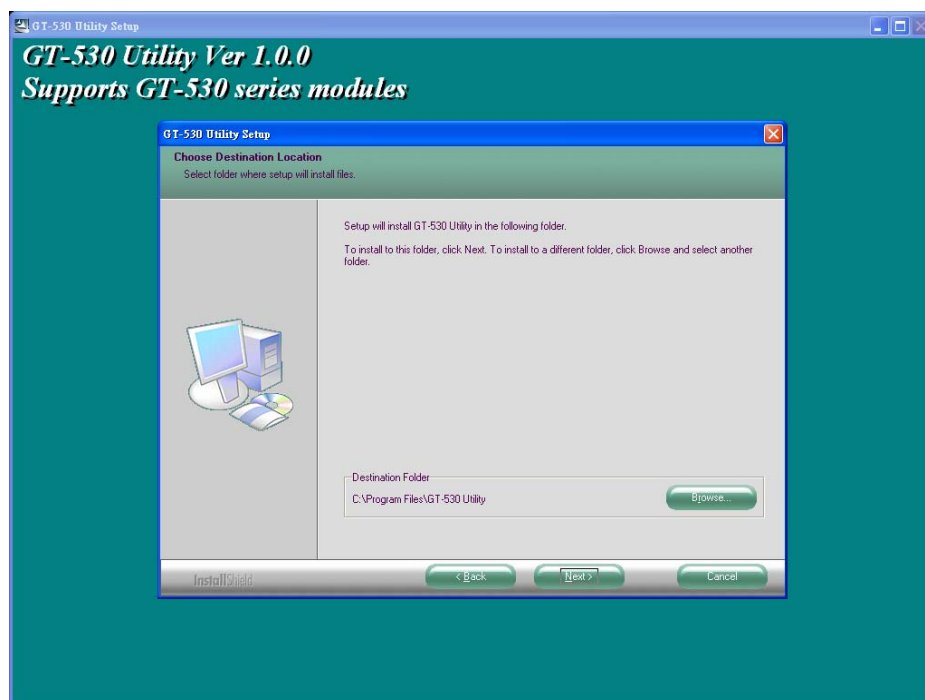 GT-530 Utility Setup
GT-530 Utility Ver 1.0.0
Supports GT-530 series modules
GT-530 Utility Setup
Choose Destination Location
Select folder where setup will install files.
Setup will install GT-530 Utility in the following folder.
To install to this folder, click Next. To install to a different folder, click Browse and select another
folder.
Destination Folder
C:\Program Files\GT-530 Utility
Browse...
InstallShield
< Back
Next >
Cancel